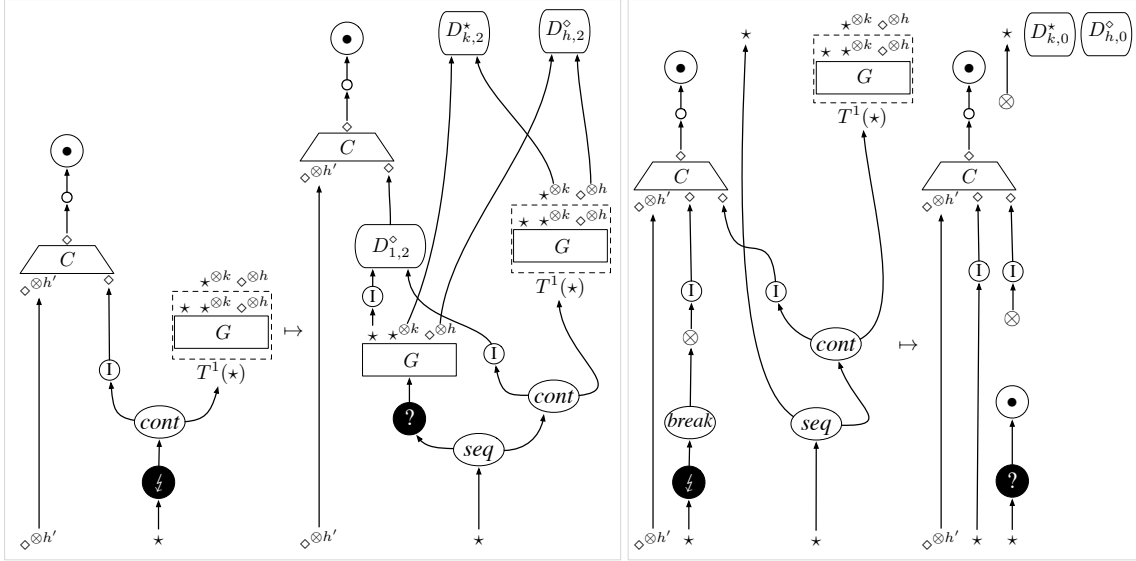 C
◇⊗h′ ◇
I
cont
↯
◇⊗h′ ⋆
⋆⊗k ◇⊗h
⋆ ⋆⊗k ◇⊗h
G
T¹(⋆)
↦
◇
C
◇⊗h′ ◇
D⋆k,2 D◇h,2
D◇1,2
I
⋆ ⋆⊗k ◇⊗h
G
?
seq
I
cont
⋆⊗k ◇⊗h
⋆ ⋆⊗k ◇⊗h
G
T¹(⋆)
◇⊗h′ ⋆
⋆
◇
C
◇⊗h′ ◇ ◇
I
⊗
break
↯
I
cont
seq
⋆⊗k ◇⊗h
⋆ ⋆⊗k ◇⊗h
G
T¹(⋆)
◇⊗h′ ⋆ ⋆
↦
⋆ D⋆k,0 D◇h,0
⊗
◇
C
◇⊗h′ ◇ ◇
I I
⊗
?
◇⊗h′ ⋆ ⋆